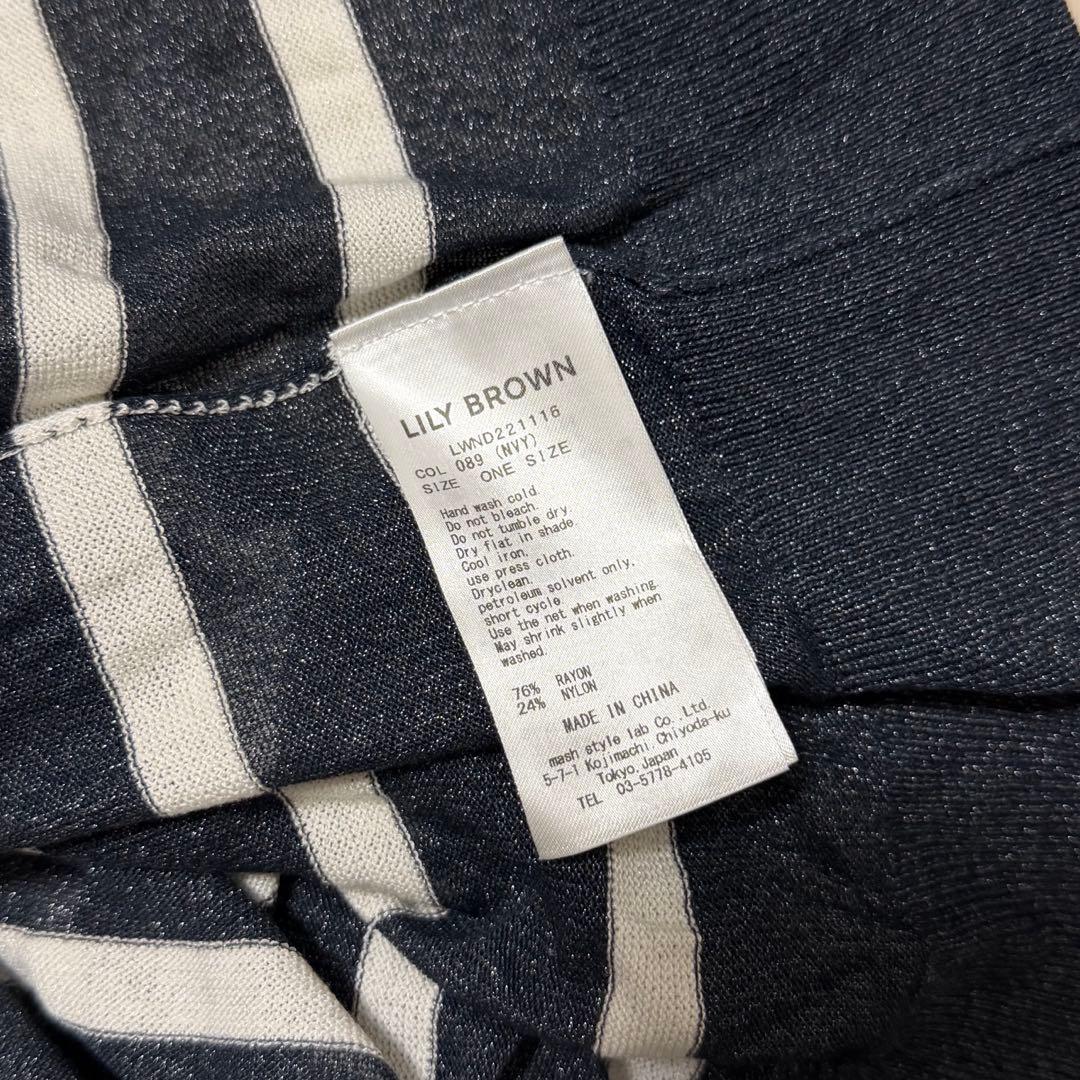 LILY BROWN
LWND221116
COL 089 (NVY)
SIZE ONE SIZE
Hand wash cold.
Do not bleach.
Do not tumble dry.
Dry flat in shade.
Cool iron.
use press cloth.
Dryclean.
petroleum solvent only,
short cycle.
Use the net when washing.
May shrink slightly when
washed.
76% RAYON
24% NYLON
MADE IN CHINA
mash style lab Co.,Ltd.
5-7-1 Kojimachi,Chiyoda-ku
Tokyo,Japan
TEL 03-5778-4105